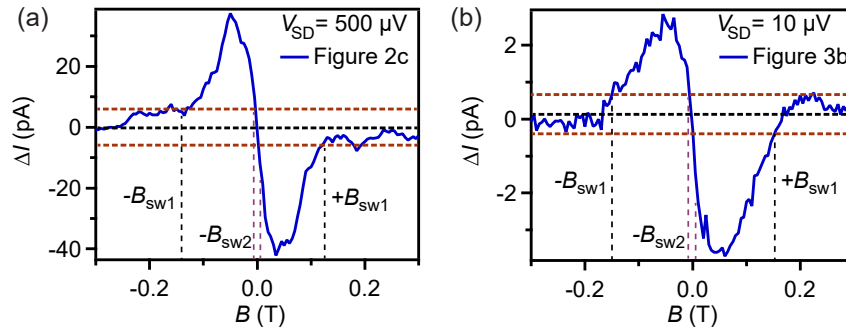 (a)
V_SD = 500 µV
Figure 2c
ΔI (pA)
20
0
-20
-40
-B_sw1
-B_sw2
+B_sw1
-0.2
0.0
0.2
B (T)
(b)
V_SD = 10 µV
Figure 3b
ΔI (pA)
2
0
-2
-B_sw1
-B_sw2
+B_sw1
-0.2
0.0
0.2
B (T)